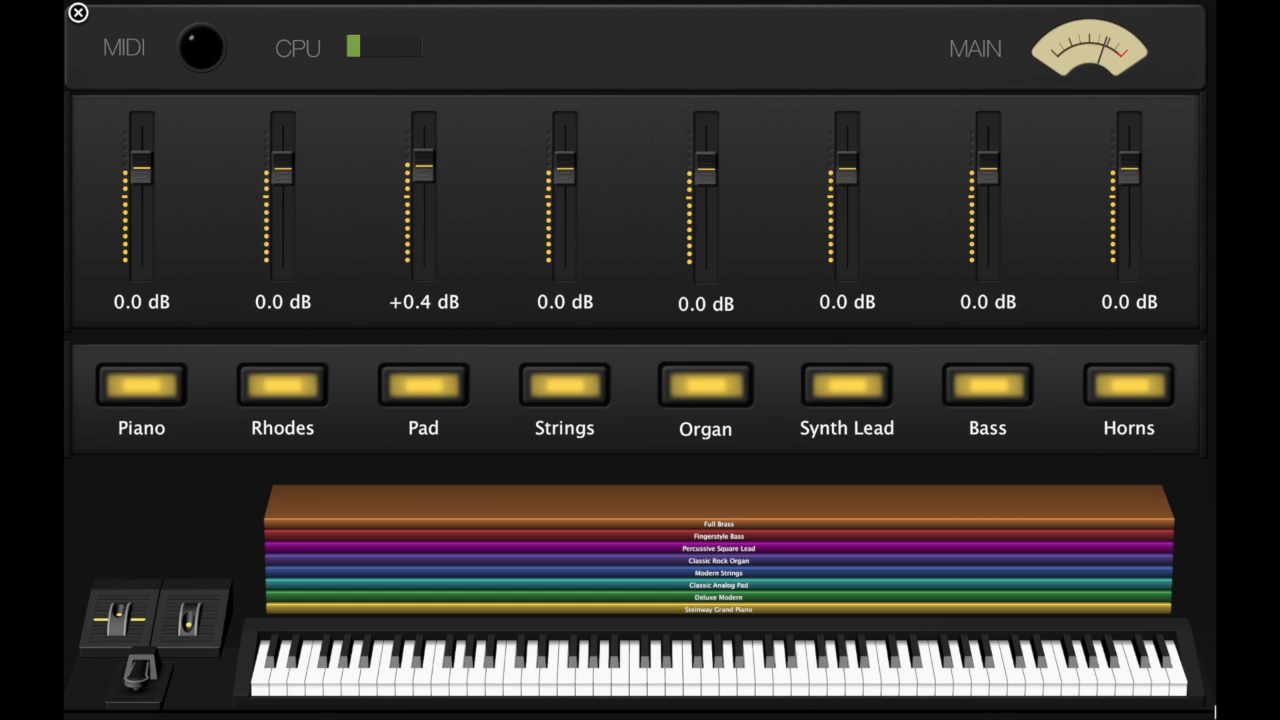 MIDI CPU MAIN
0.0 dB 0.0 dB +0.4 dB 0.0 dB 0.0 dB 0.0 dB 0.0 dB 0.0 dB
Piano Rhodes Pad Strings Organ Synth Lead Bass Horns
Full Brass
Fingerstyle Bass
Percussive Square Lead
Classic Rock Organ
Modern Strings
Classic Analog Pad
Deluxe Modern
Steinway Grand Piano